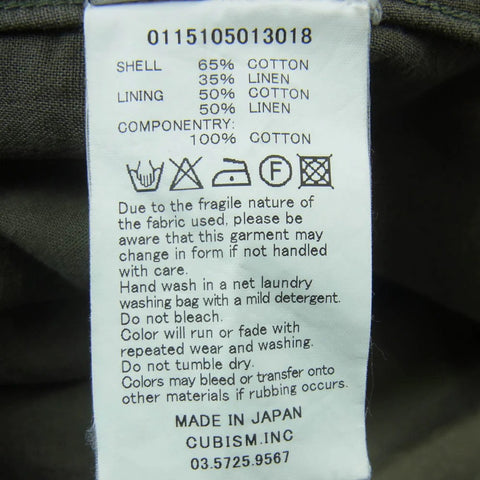 0115105013018
SHELL 65% COTTON
35% LINEN
LINING 50% COTTON
50% LINEN
COMPONENTRY:
100% COTTON
F
Due to the fragile nature of
the fabric used, please be
aware that this garment may
change in form if not handled
with care.
Hand wash in a net laundry
washing bag with a mild detergent.
Do not bleach.
Color will run or fade with
repeated wear and washing.
Do not tumble dry.
Colors may bleed or transfer onto
other materials if rubbing occurs.
MADE IN JAPAN
CUBISM.INC
03.5725.9567